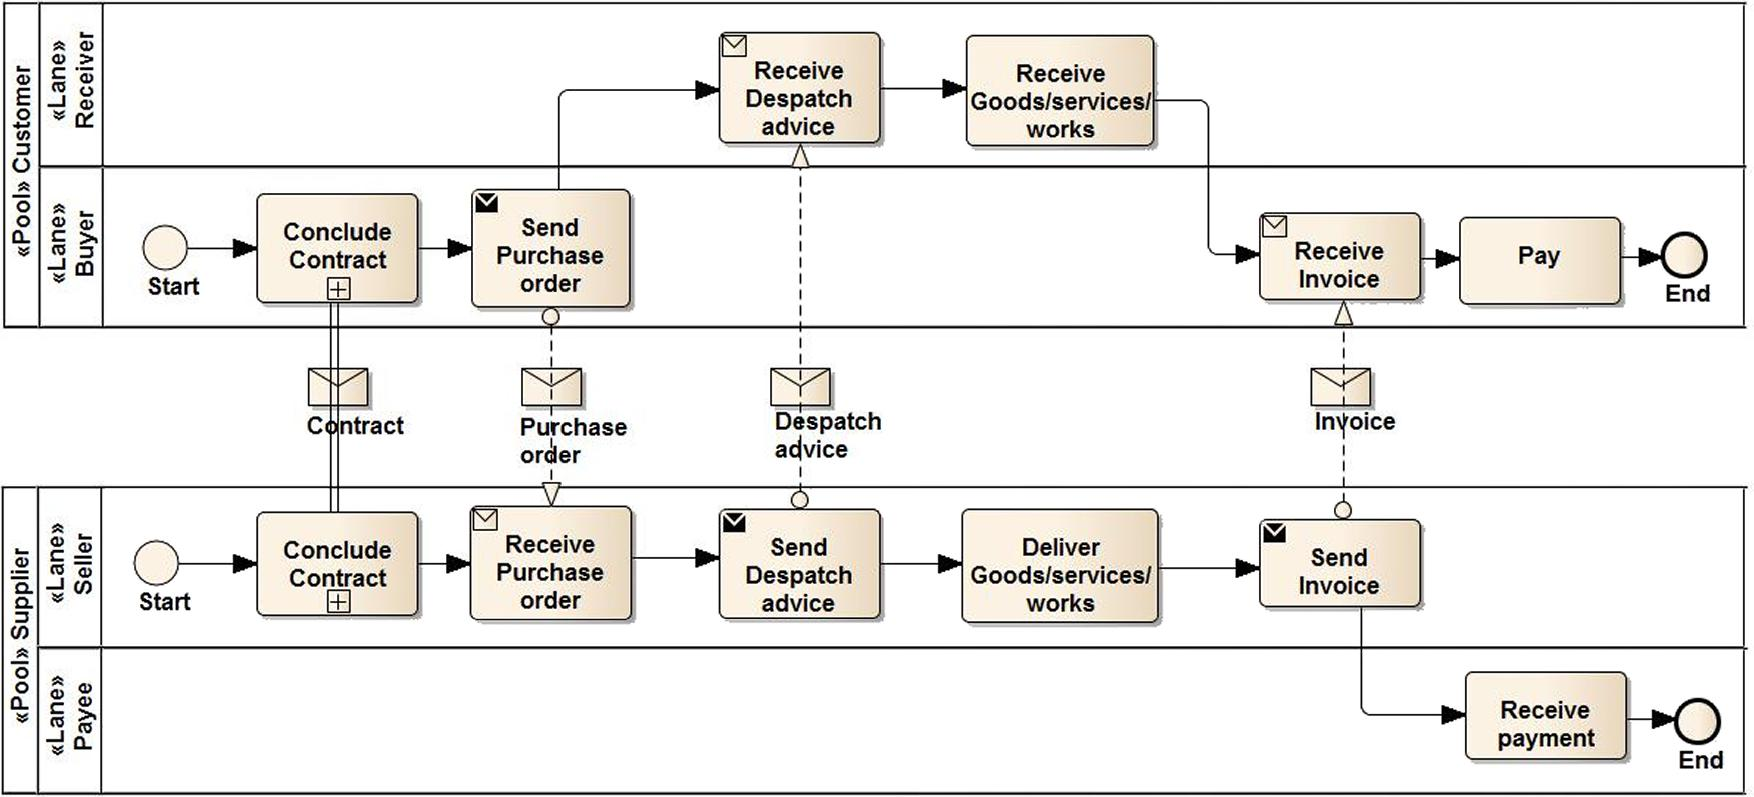 «Pool» Customer
«Lane»
Receiver
Receive
Despatch
advice
Receive
Goods/services/
works
«Lane»
Buyer
Start
Conclude
Contract
Send
Purchase
order
Receive
Invoice
Pay
End
Contract
Purchase
order
Despatch
advice
Invoice
«Pool» Supplier
«Lane»
Seller
Start
Conclude
Contract
Receive
Purchase
order
Send
Despatch
advice
Deliver
Goods/services/
works
Send
Invoice
«Lane»
Payee
Receive
payment
End